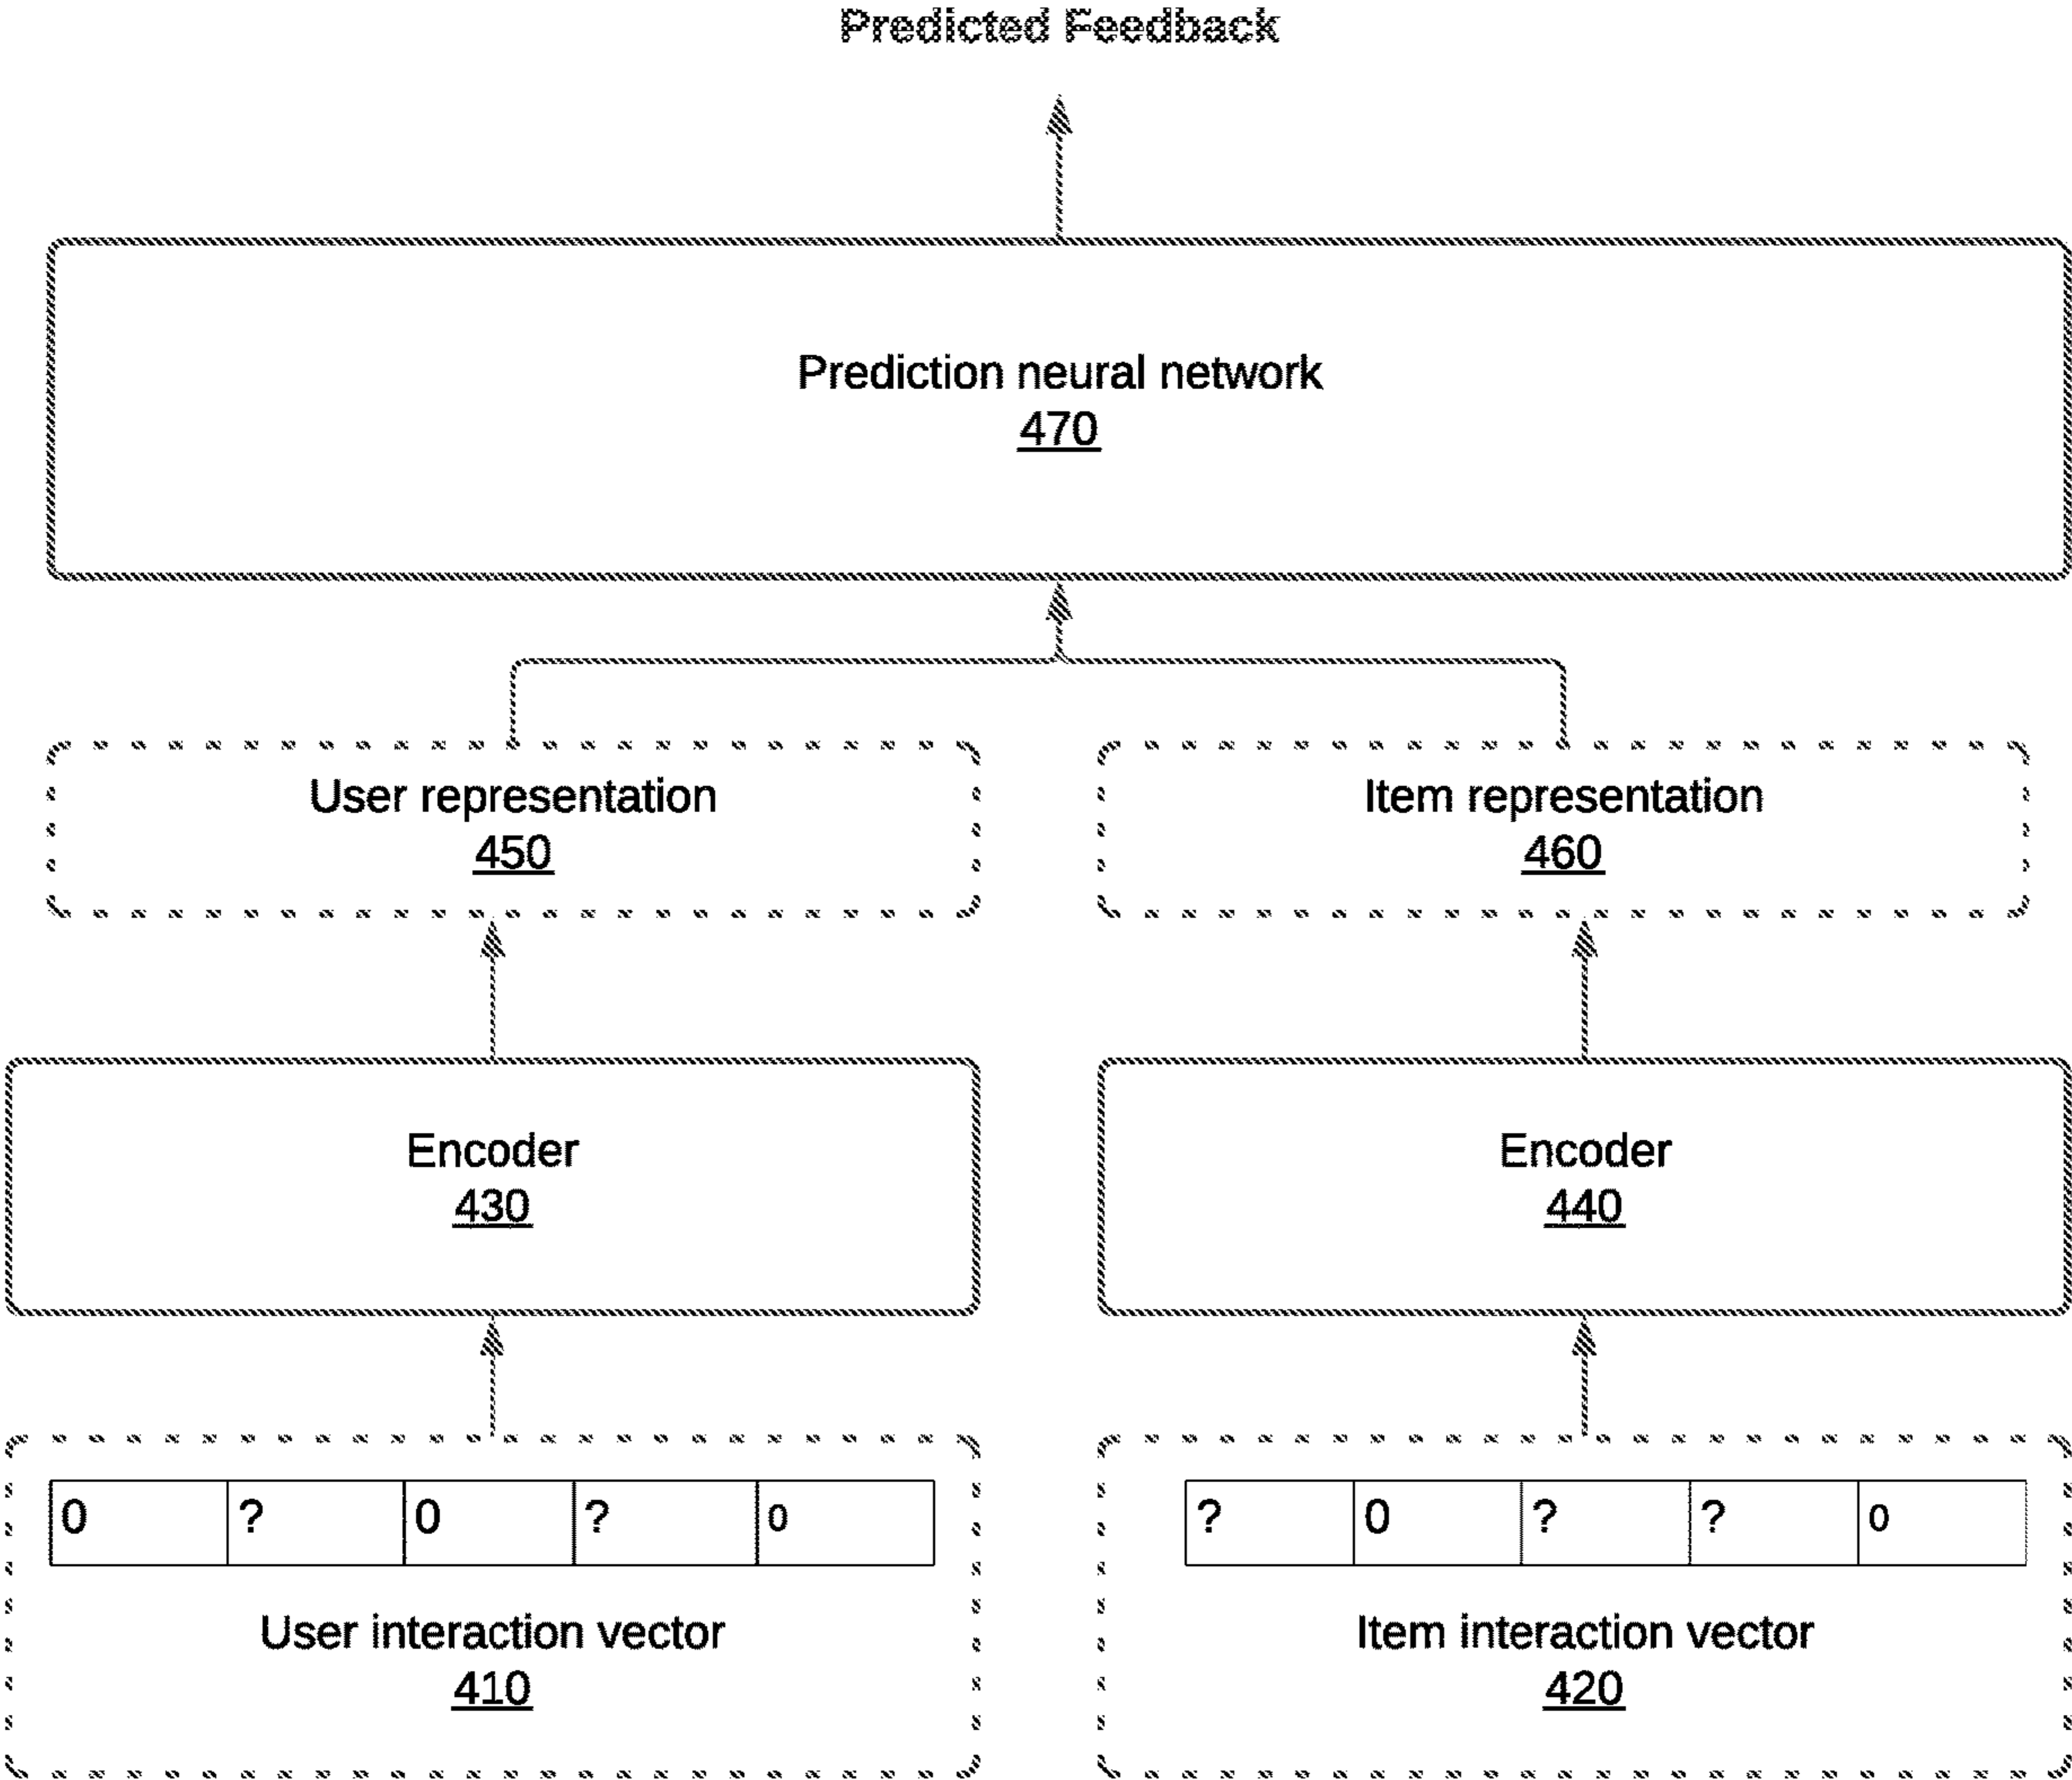 Predicted Feedback
Prediction neural network
470
User representation
450
Item representation
460
Encoder
430
Encoder
440
0 ? 0 ? 0
User interaction vector
410
? 0 ? ? 0
Item interaction vector
420